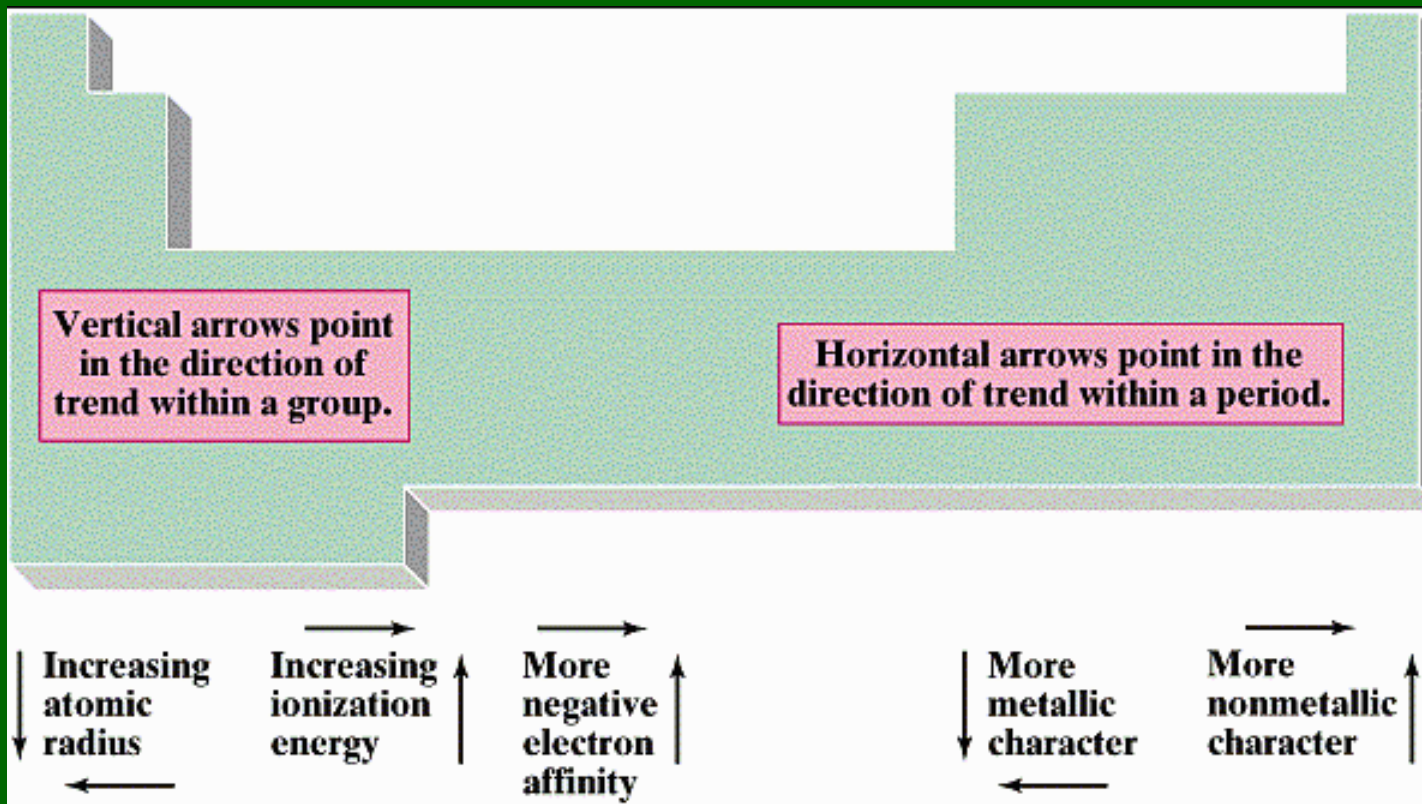 Vertical arrows point
in the direction of
trend within a group.
Horizontal arrows point in the
direction of trend within a period.
Increasing
atomic
radius
Increasing
ionization
energy
More
negative
electron
affinity
More
metallic
character
More
nonmetallic
character